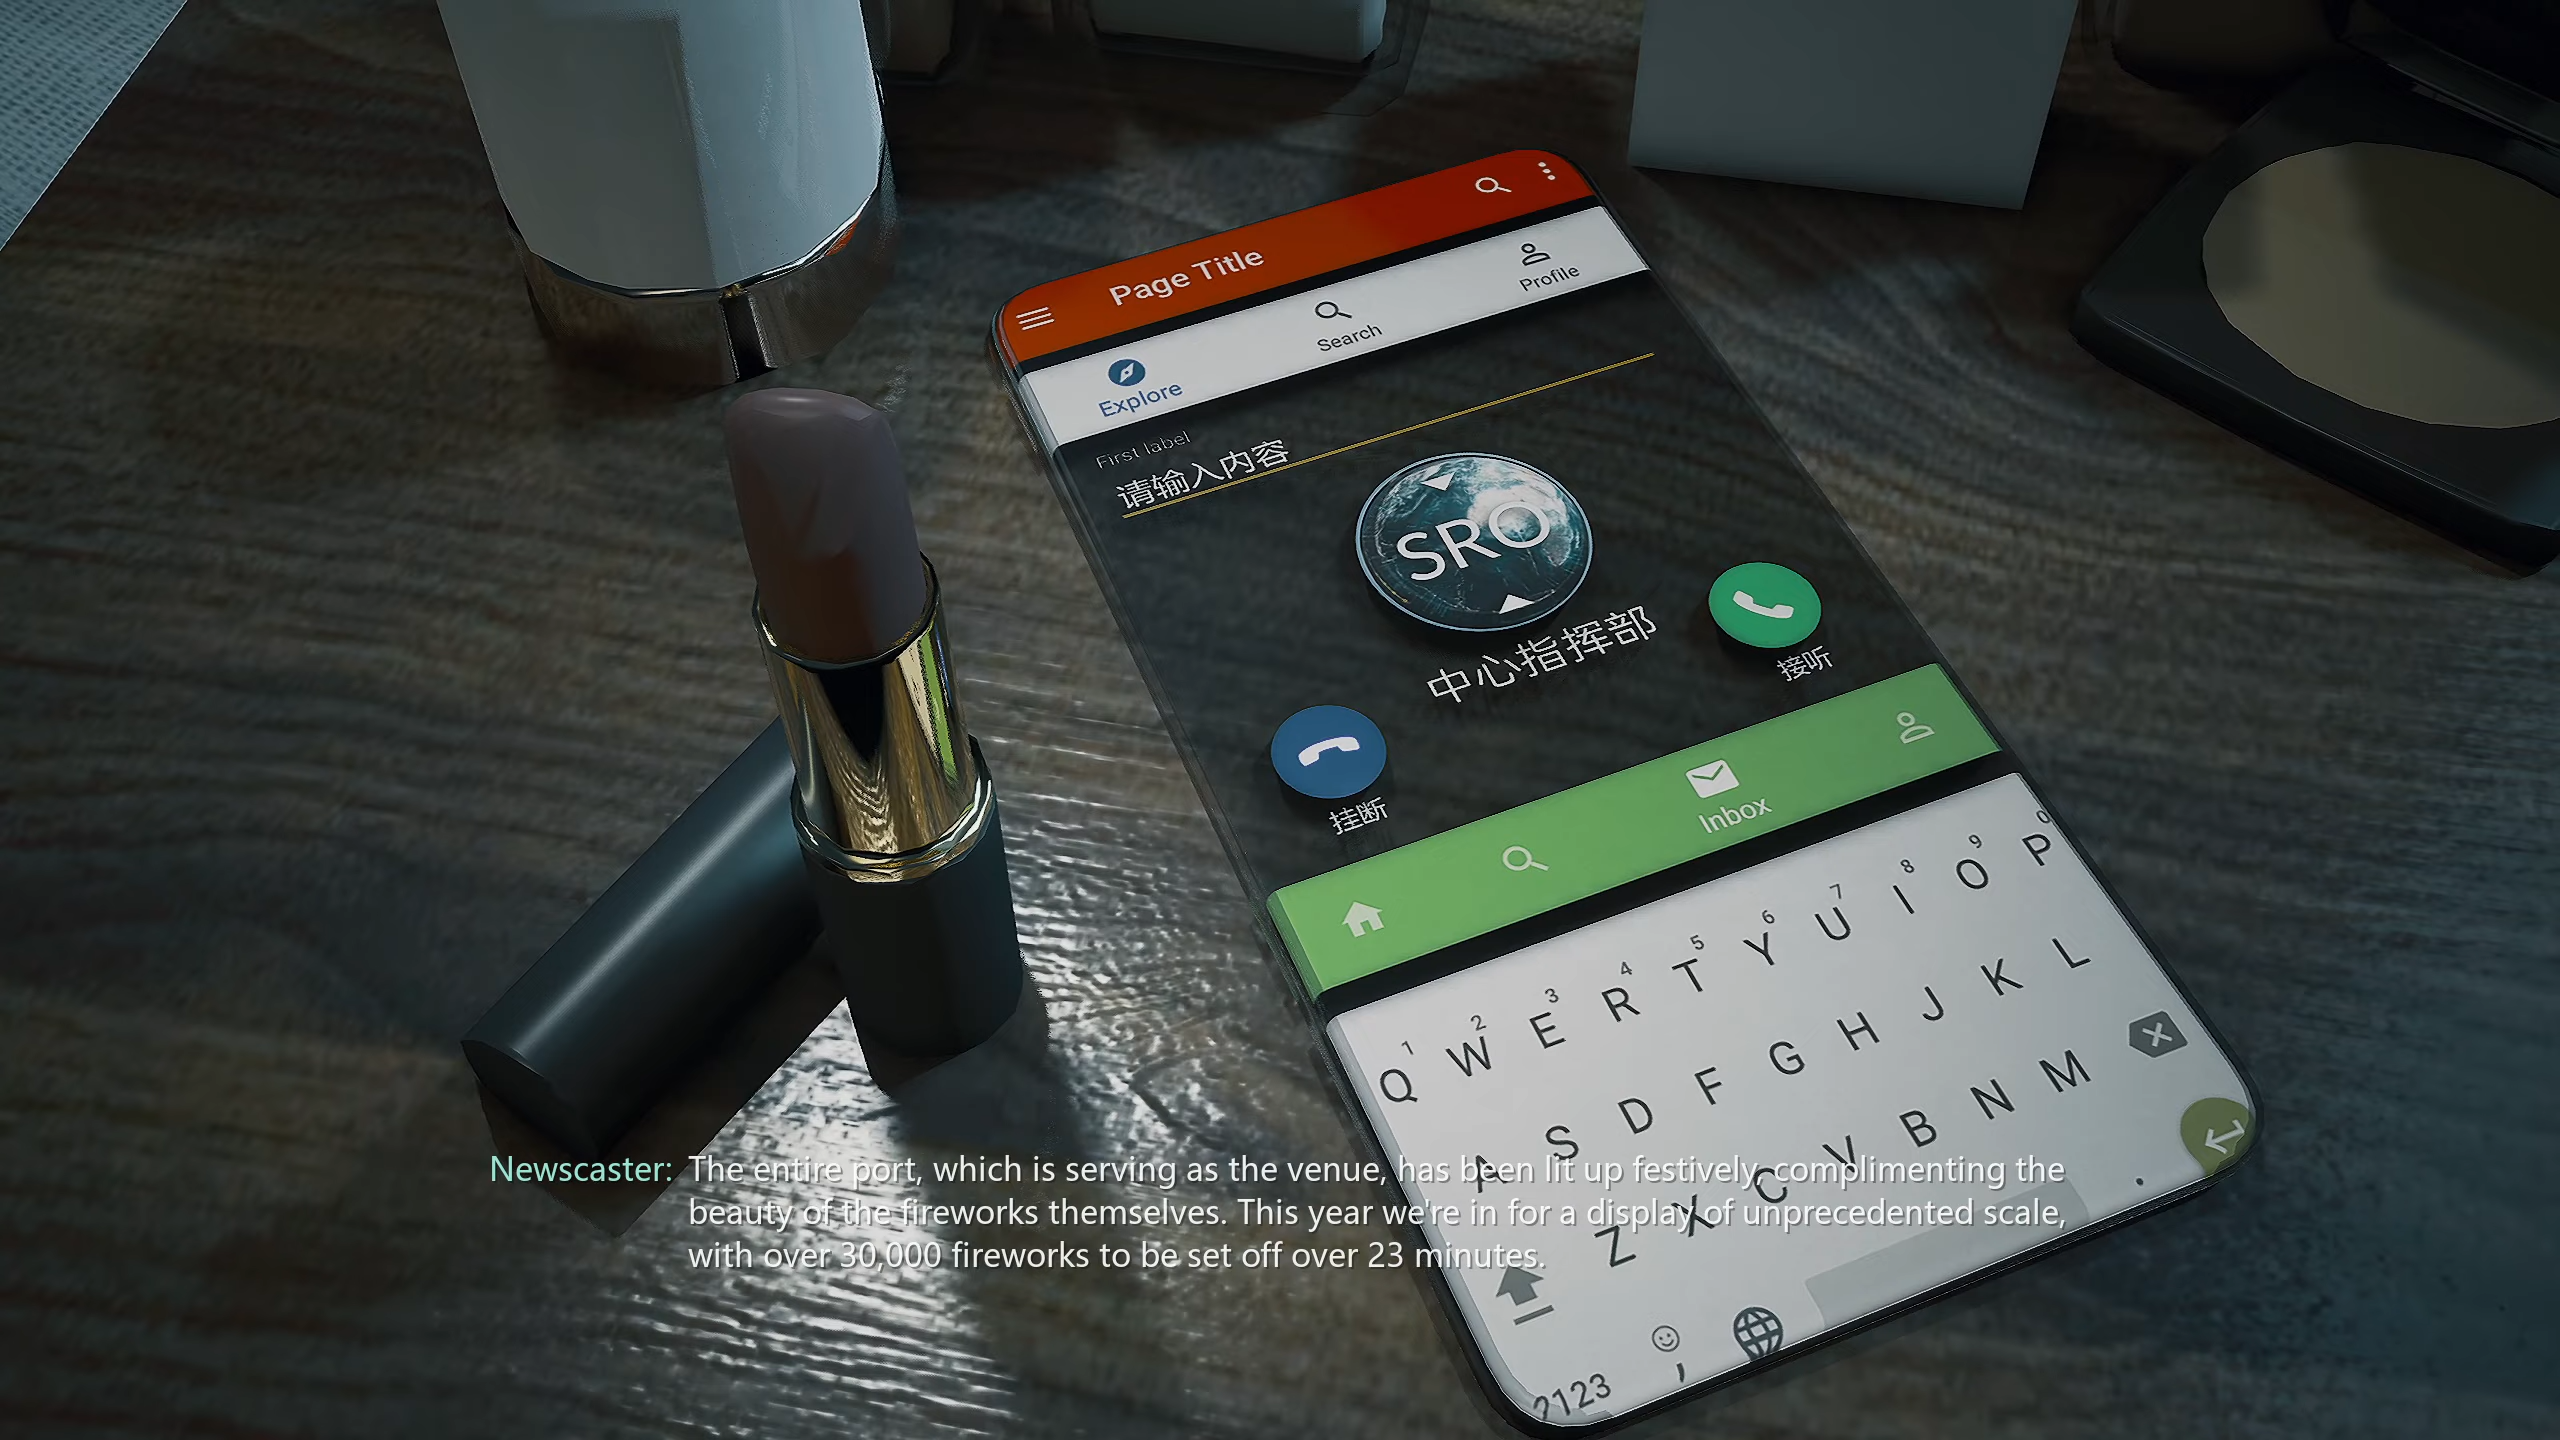 Page Title
Explore
Search
Profile
First label
请输入内容
SRO
中心指挥部
接听
挂断
Inbox
1 2 3 4 5 6 7 8 9 0
Q W E R T Y U I O P
A S D F G H J K L
Z X C V B N M
?123 , .
Newscaster: The entire port, which is serving as the venue, has been lit up festively, complimenting the
beauty of the fireworks themselves. This year we're in for a display of unprecedented scale,
with over 30,000 fireworks to be set off over 23 minutes.